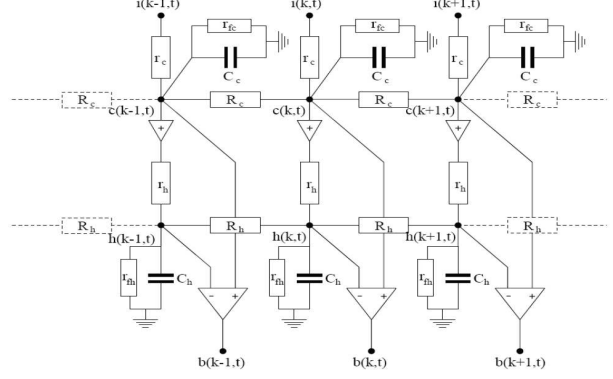 i(k-1,t) i(k,t) i(k+1,t)
r_fc r_fc r_fc
r_c r_c r_c
C_c C_c C_c
R_c R_c R_c R_c
c(k-1,t) c(k,t) c(k+1,t)
+ + +
r_h r_h r_h
R_h R_h R_h R_h
h(k-1,t) h(k,t) h(k+1,t)
r_fh C_h r_fh C_h r_fh C_h
- + - + - +
b(k-1,t) b(k,t) b(k+1,t)